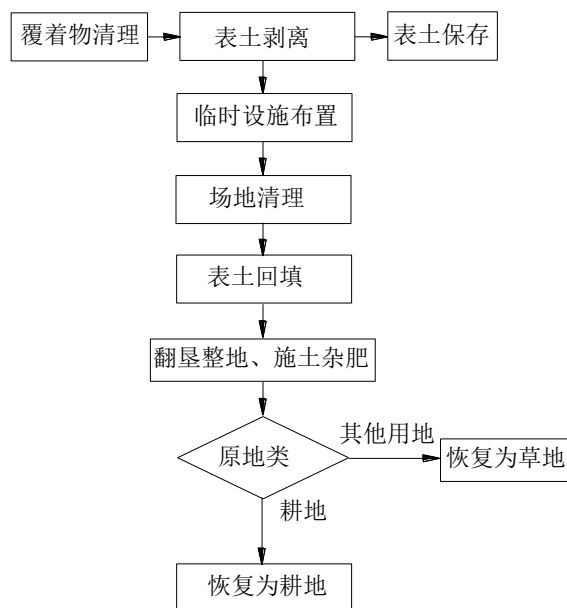 覆着物清理
表土剥离
表土保存
临时设施布置
场地清理
表土回填
翻垦整地、施土杂肥
原地类
其他用地
恢复为草地
耕地
恢复为耕地